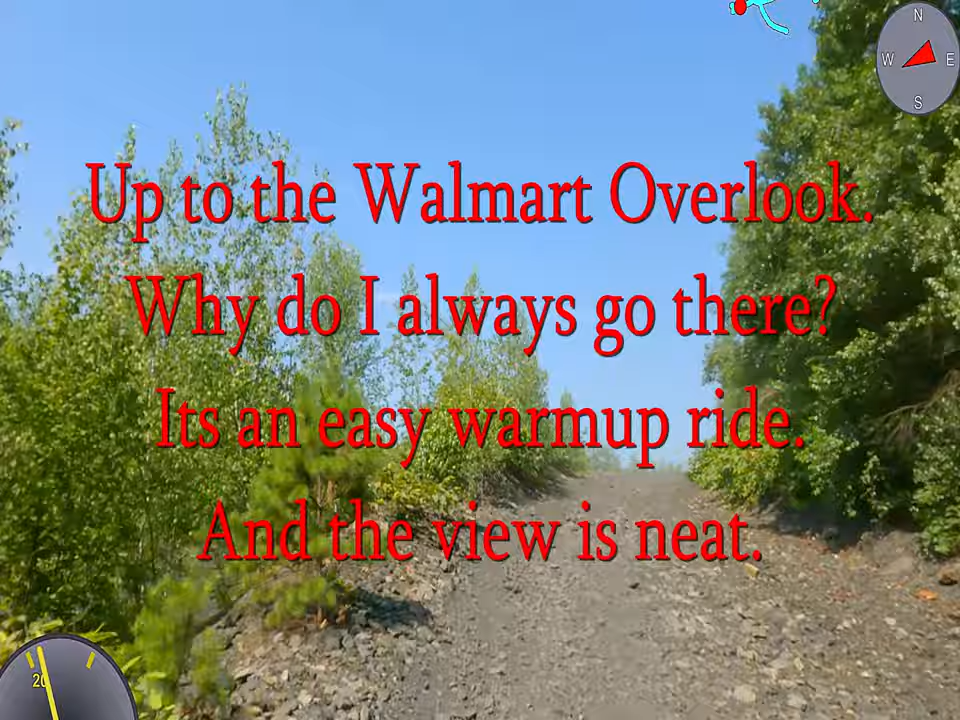 N
W E
S
Up to the Walmart Overlook.
Why do I always go there?
Its an easy warmup ride.
And the view is neat.
20